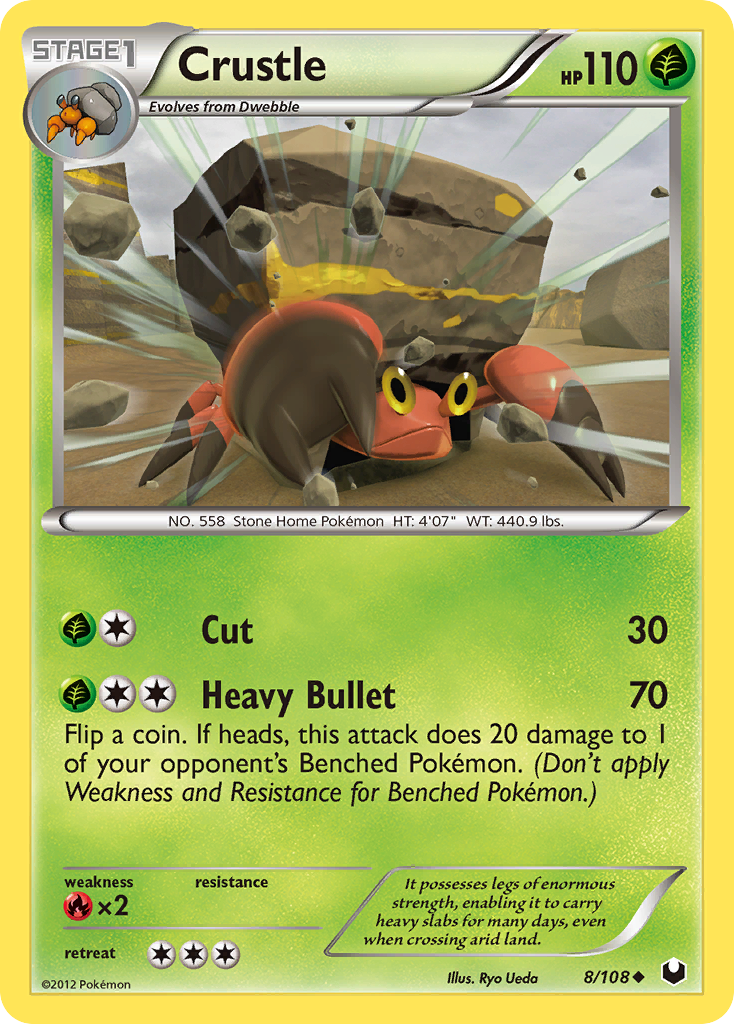 STAGE1
Crustle
HP110
Evolves from Dwebble
NO. 558 Stone Home Pokémon HT: 4'07" WT: 440.9 lbs.
Cut 30
Heavy Bullet 70
Flip a coin. If heads, this attack does 20 damage to 1
of your opponent's Benched Pokémon. (Don't apply
Weakness and Resistance for Benched Pokémon.)
weakness resistance
×2
retreat
It possesses legs of enormous
strength, enabling it to carry
heavy slabs for many days, even
when crossing arid land.
©2012 Pokémon
Illus. Ryo Ueda
8/108